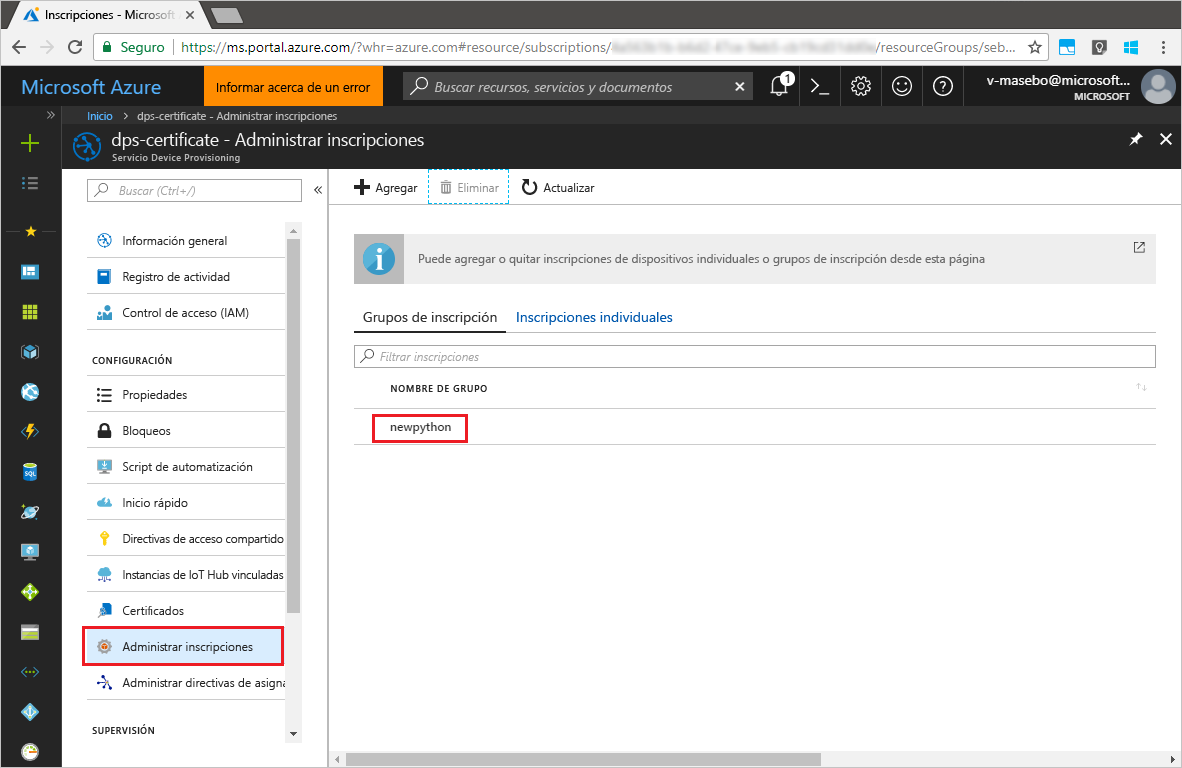 Inscripciones - Microsoft
Seguro
https://ms.portal.azure.com/?whr=azure.com#resource/subscriptions/ /resourceGroups/seb...
Microsoft Azure
Informar acerca de un error
Buscar recursos, servicios y documentos
1
v-masebo@microsoft...
MICROSOFT
Inicio > dps-certificate - Administrar inscripciones
dps-certificate - Administrar inscripciones
Servicio Device Provisioning
Buscar (Ctrl+/)
Información general
Registro de actividad
Control de acceso (IAM)
CONFIGURACIÓN
Propiedades
Bloqueos
Script de automatización
Inicio rápido
Directivas de acceso compartido
Instancias de IoT Hub vinculadas
Certificados
Administrar inscripciones
Administrar directivas de asigna
SUPERVISIÓN
SQL
Agregar
Eliminar
Actualizar
Puede agregar o quitar inscripciones de dispositivos individuales o grupos de inscripción desde esta página
Grupos de inscripción
Inscripciones individuales
Filtrar inscripciones
NOMBRE DE GRUPO
newpython